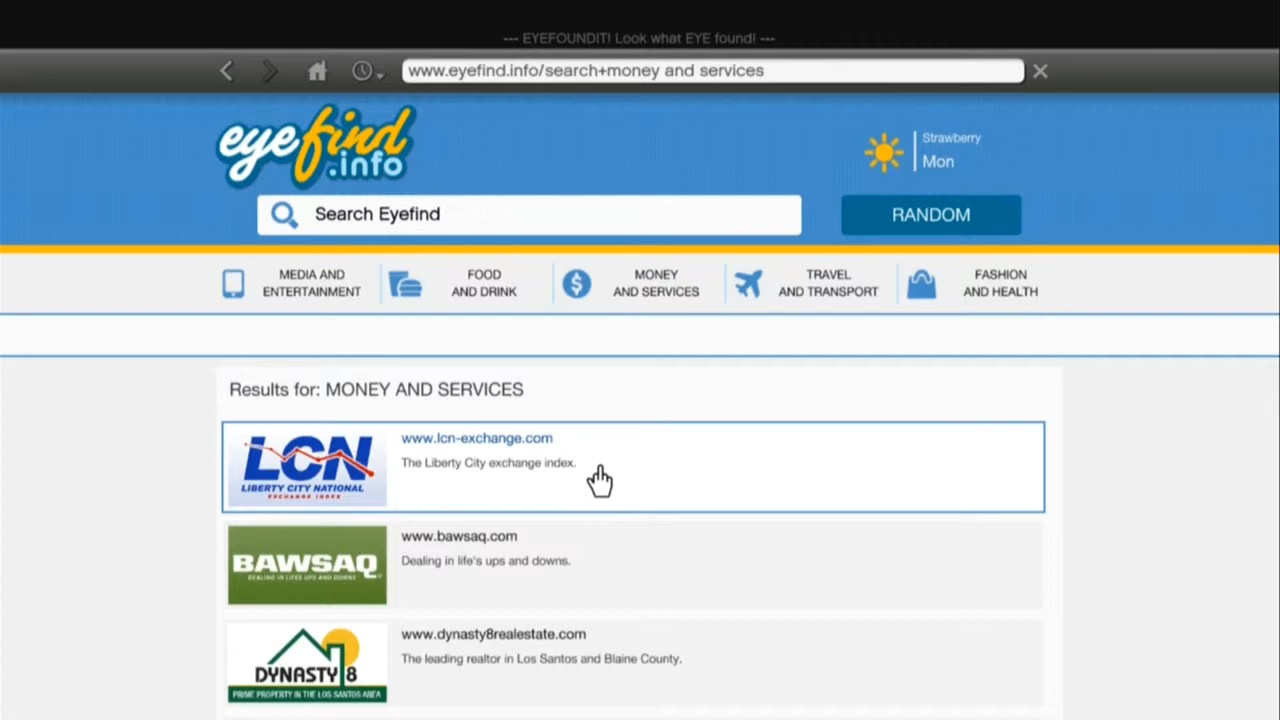 --- EYEFOUNDIT! Look what EYE found! ---
www.eyefind.info/search+money and services
eyefind
.info
Strawberry
Mon
Search Eyefind
RANDOM
MEDIA AND
ENTERTAINMENT
FOOD
AND DRINK
MONEY
AND SERVICES
TRAVEL
AND TRANSPORT
FASHION
AND HEALTH
Results for: MONEY AND SERVICES
LCN
LIBERTY CITY NATIONAL
EXCHANGE INDEX
www.lcn-exchange.com
The Liberty City exchange index.
BAWSAQ
DEALING IN LIFE'S UPS AND DOWNS
www.bawsaq.com
Dealing in life's ups and downs.
DYNASTY 8
PRIME PROPERTY IN THE LOS SANTOS AREA
www.dynasty8realestate.com
The leading realtor in Los Santos and Blaine County.